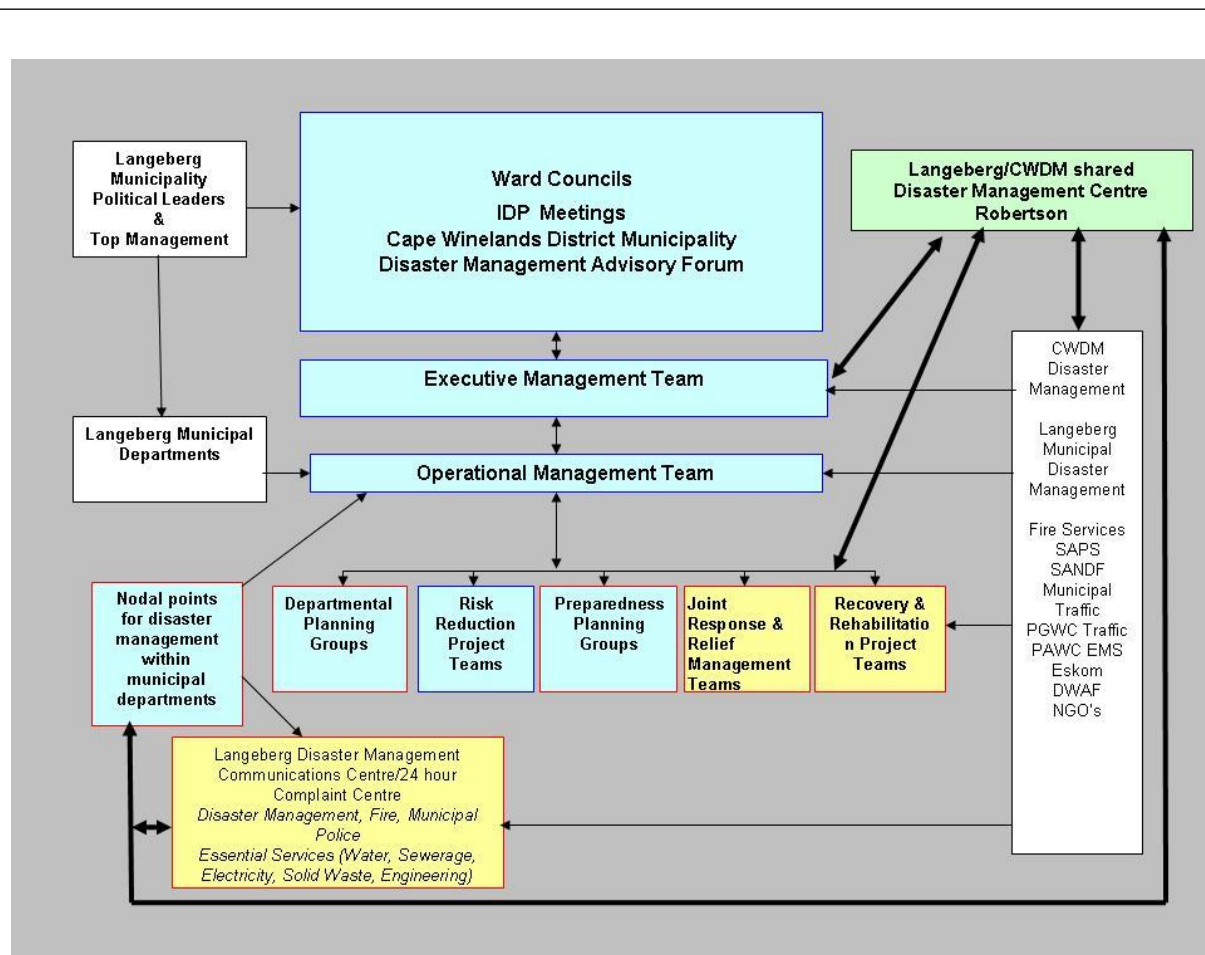 Langeberg
Municipality
Political Leaders
&
Top Management
Ward Councils
IDP Meetings
Cape Winelands District Municipality
Disaster Management Advisory Forum
Langeberg/CWDM shared
Disaster Management Centre
Robertson
Executive Management Team
Langeberg Municipal
Departments
Operational Management Team
CWDM
Disaster
Management
Langeberg
Municipal
Disaster
Management
Fire Services
SAPS
SANDF
Municipal
Traffic
PGWC Traffic
PAWC EMS
Eskom
DWAF
NGO's
Nodal points
for disaster
management
within
municipal
departments
Departmental
Planning
Groups
Risk
Reduction
Project
Teams
Preparedness
Planning
Groups
Joint
Response &
Relief
Management
Teams
Recovery &
Rehabilitatio
n Project
Teams
Langeberg Disaster Management
Communications Centre/24 hour
Complaint Centre
Disaster Management, Fire, Municipal
Police
Essential Services (Water, Sewerage,
Electricity, Solid Waste, Engineering)